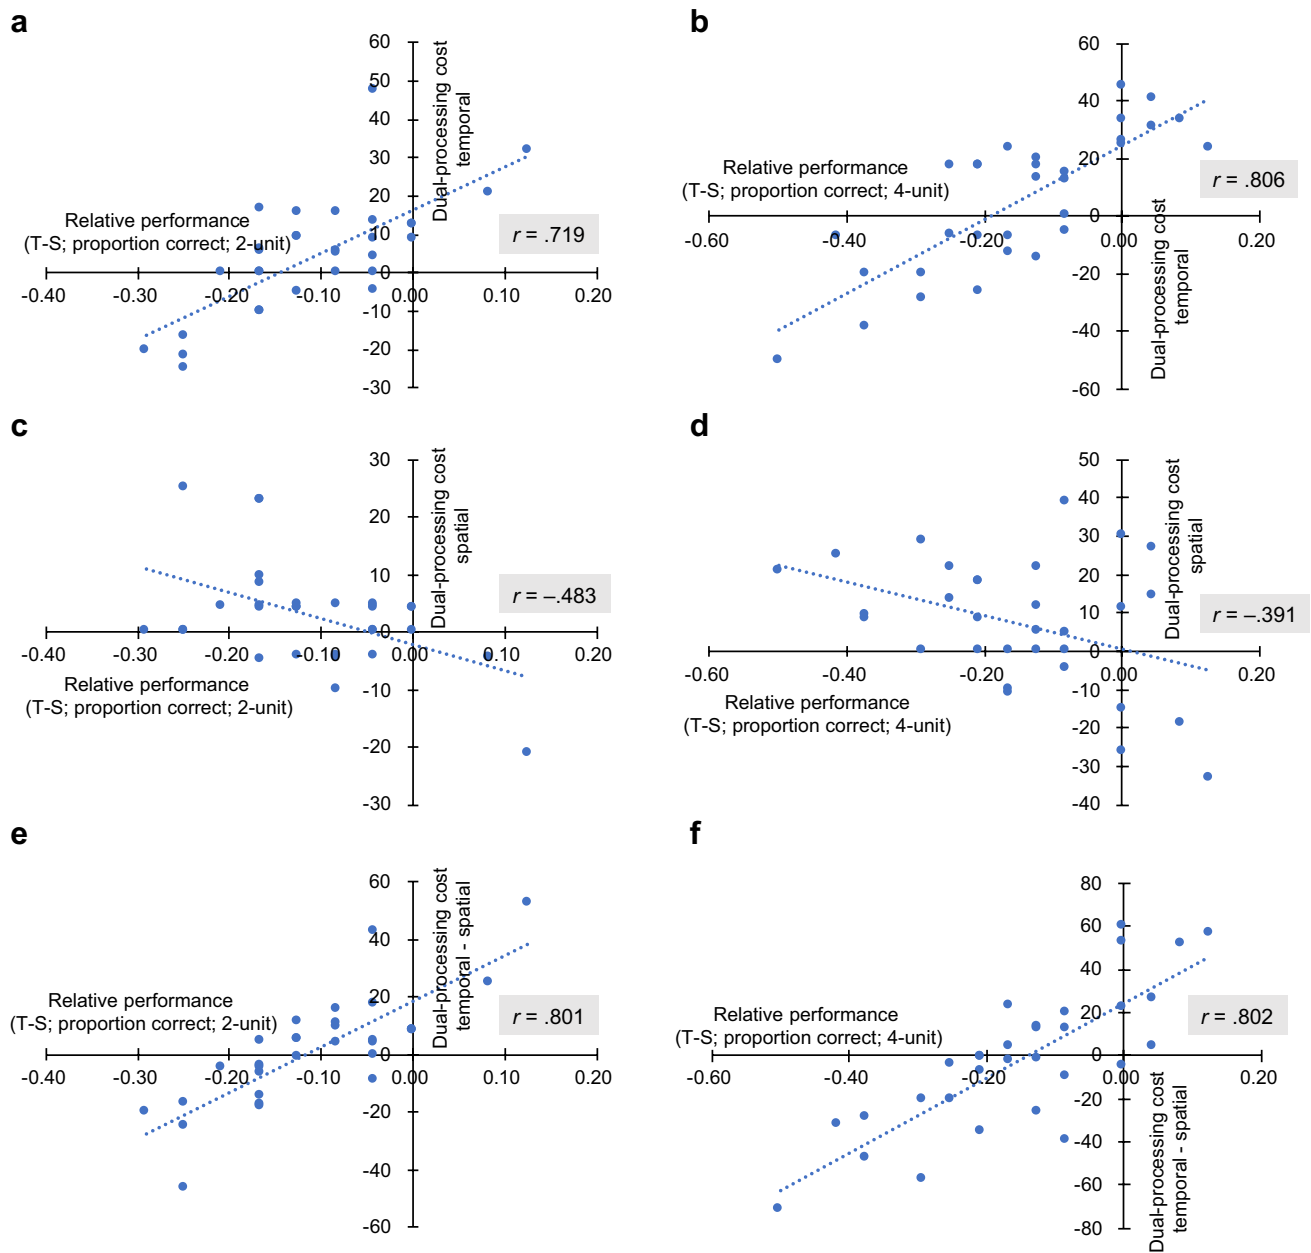 a
60
50
40
30
20
10
0
-10
-20
-30
Dual-processing cost
temporal
Relative performance
(T-S; proportion correct; 2-unit)
r = .719
-0.40
-0.30
-0.20
-0.10
0.00
0.10
0.20
b
60
40
20
0
-20
-40
-60
Relative performance
(T-S; proportion correct; 4-unit)
r = .806
-0.60
-0.40
-0.20
0.00
0.20
Dual-processing cost
temporal
c
30
20
10
0
-10
-20
-30
Dual-processing cost
spatial
r = –.483
-0.40
-0.30
-0.20
-0.10
0.00
0.10
0.20
Relative performance
(T-S; proportion correct; 2-unit)
d
50
40
30
20
10
0
-10
-20
-30
-40
Dual-processing cost
spatial
r = –.391
-0.60
-0.40
-0.20
0.00
0.20
Relative performance
(T-S; proportion correct; 4-unit)
e
60
40
20
0
-20
-40
-60
Dual-processing cost
temporal - spatial
Relative performance
(T-S; proportion correct; 2-unit)
r = .801
-0.40
-0.30
-0.20
-0.10
0.00
0.10
0.20
f
80
60
40
20
0
-20
-40
-60
-80
Relative performance
(T-S; proportion correct; 4-unit)
r = .802
-0.60
-0.40
-0.20
0.00
0.20
Dual-processing cost
temporal - spatial